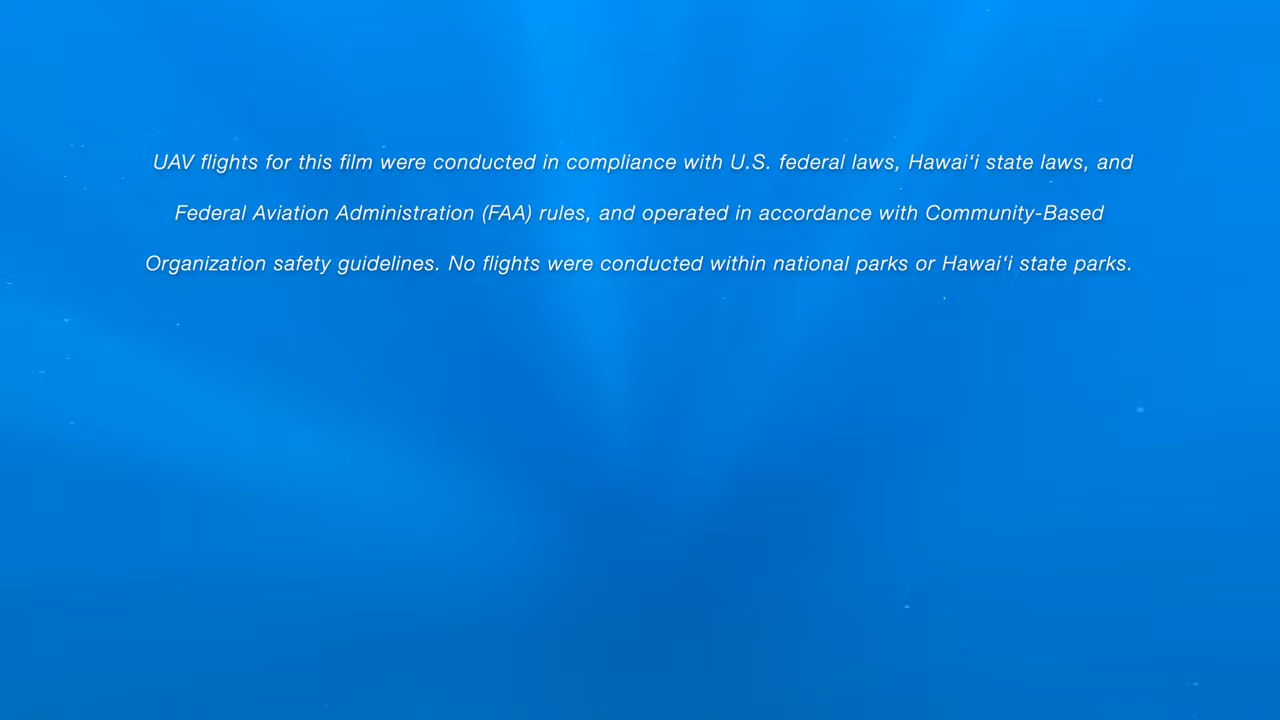 UAV flights for this film were conducted in compliance with U.S. federal laws, Hawai‘i state laws, and
Federal Aviation Administration (FAA) rules, and operated in accordance with Community-Based
Organization safety guidelines. No flights were conducted within national parks or Hawai‘i state parks.